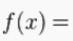 f(x) =